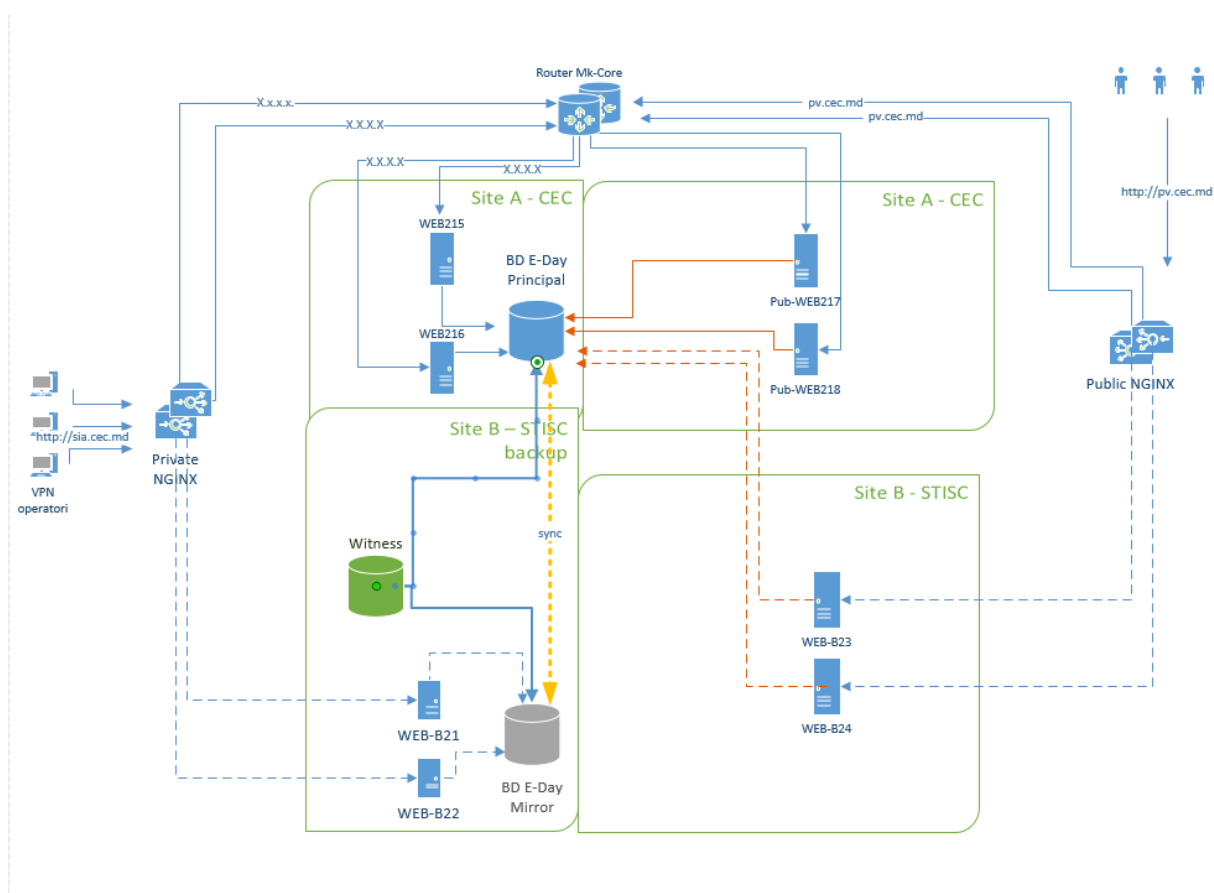 Router Mk-Core
X.x.x.x.
pv.cec.md
X.X.X.X
pv.cec.md
X.X.X.X
X.X.X.X
http://pv.cec.md
Site A - CEC
Site A - CEC
WEB215
BD E-Day
Principal
Pub-WEB217
WEB216
Pub-WEB218
Public NGINX
http://sia.cec.md
Private
NGINX
VPN
operatori
Site B – STISC
backup
Site B - STISC
sync
Witness
WEB-B23
WEB-B24
WEB-B21
WEB-B22
BD E-Day
Mirror